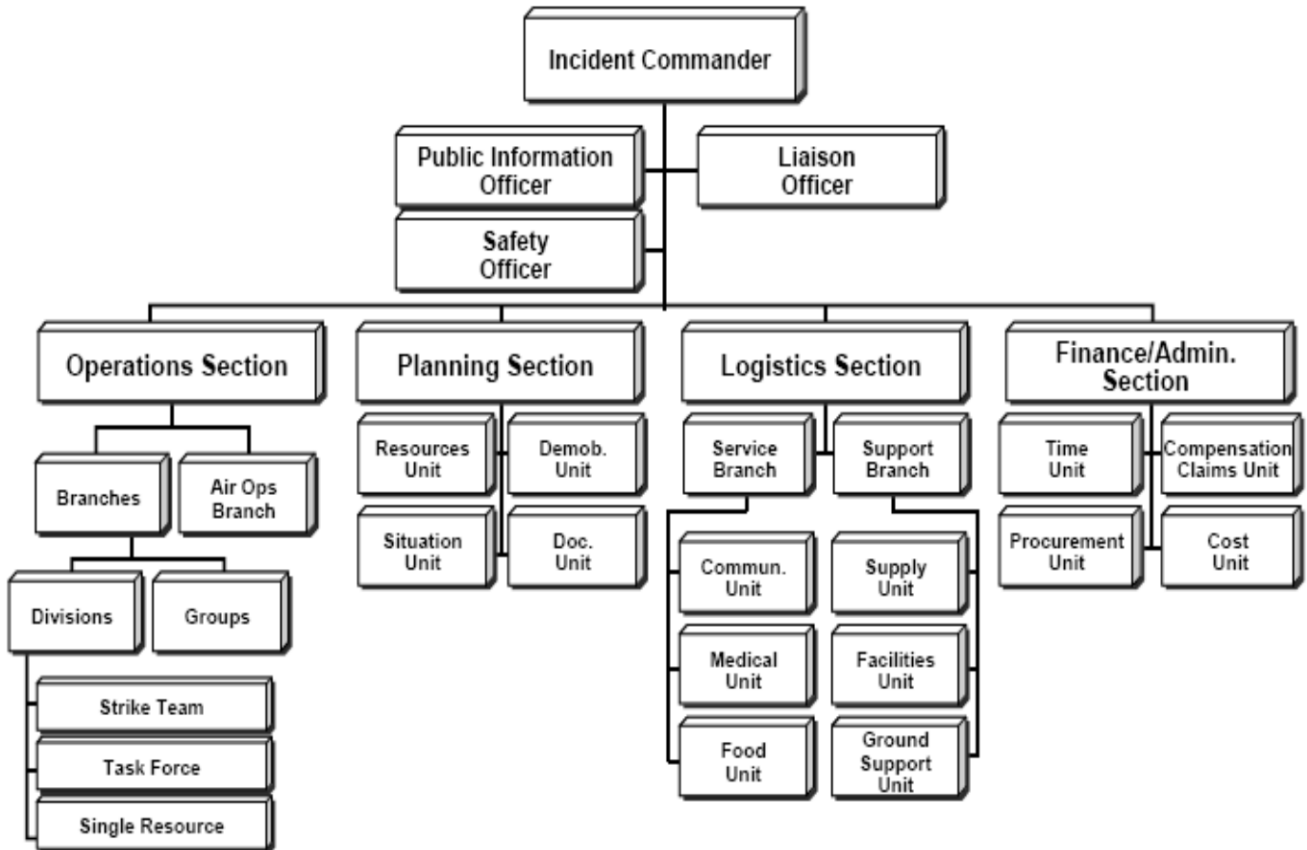 Incident Commander
Public Information
Officer
Liaison
Officer
Safety
Officer
Operations Section
Planning Section
Logistics Section
Finance/Admin.
Section
Branches
Air Ops
Branch
Divisions
Groups
Strike Team
Task Force
Single Resource
Resources
Unit
Demob.
Unit
Situation
Unit
Doc.
Unit
Service
Branch
Support
Branch
Commun.
Unit
Supply
Unit
Medical
Unit
Facilities
Unit
Food
Unit
Ground
Support
Unit
Time
Unit
Compensation
Claims Unit
Procurement
Unit
Cost
Unit